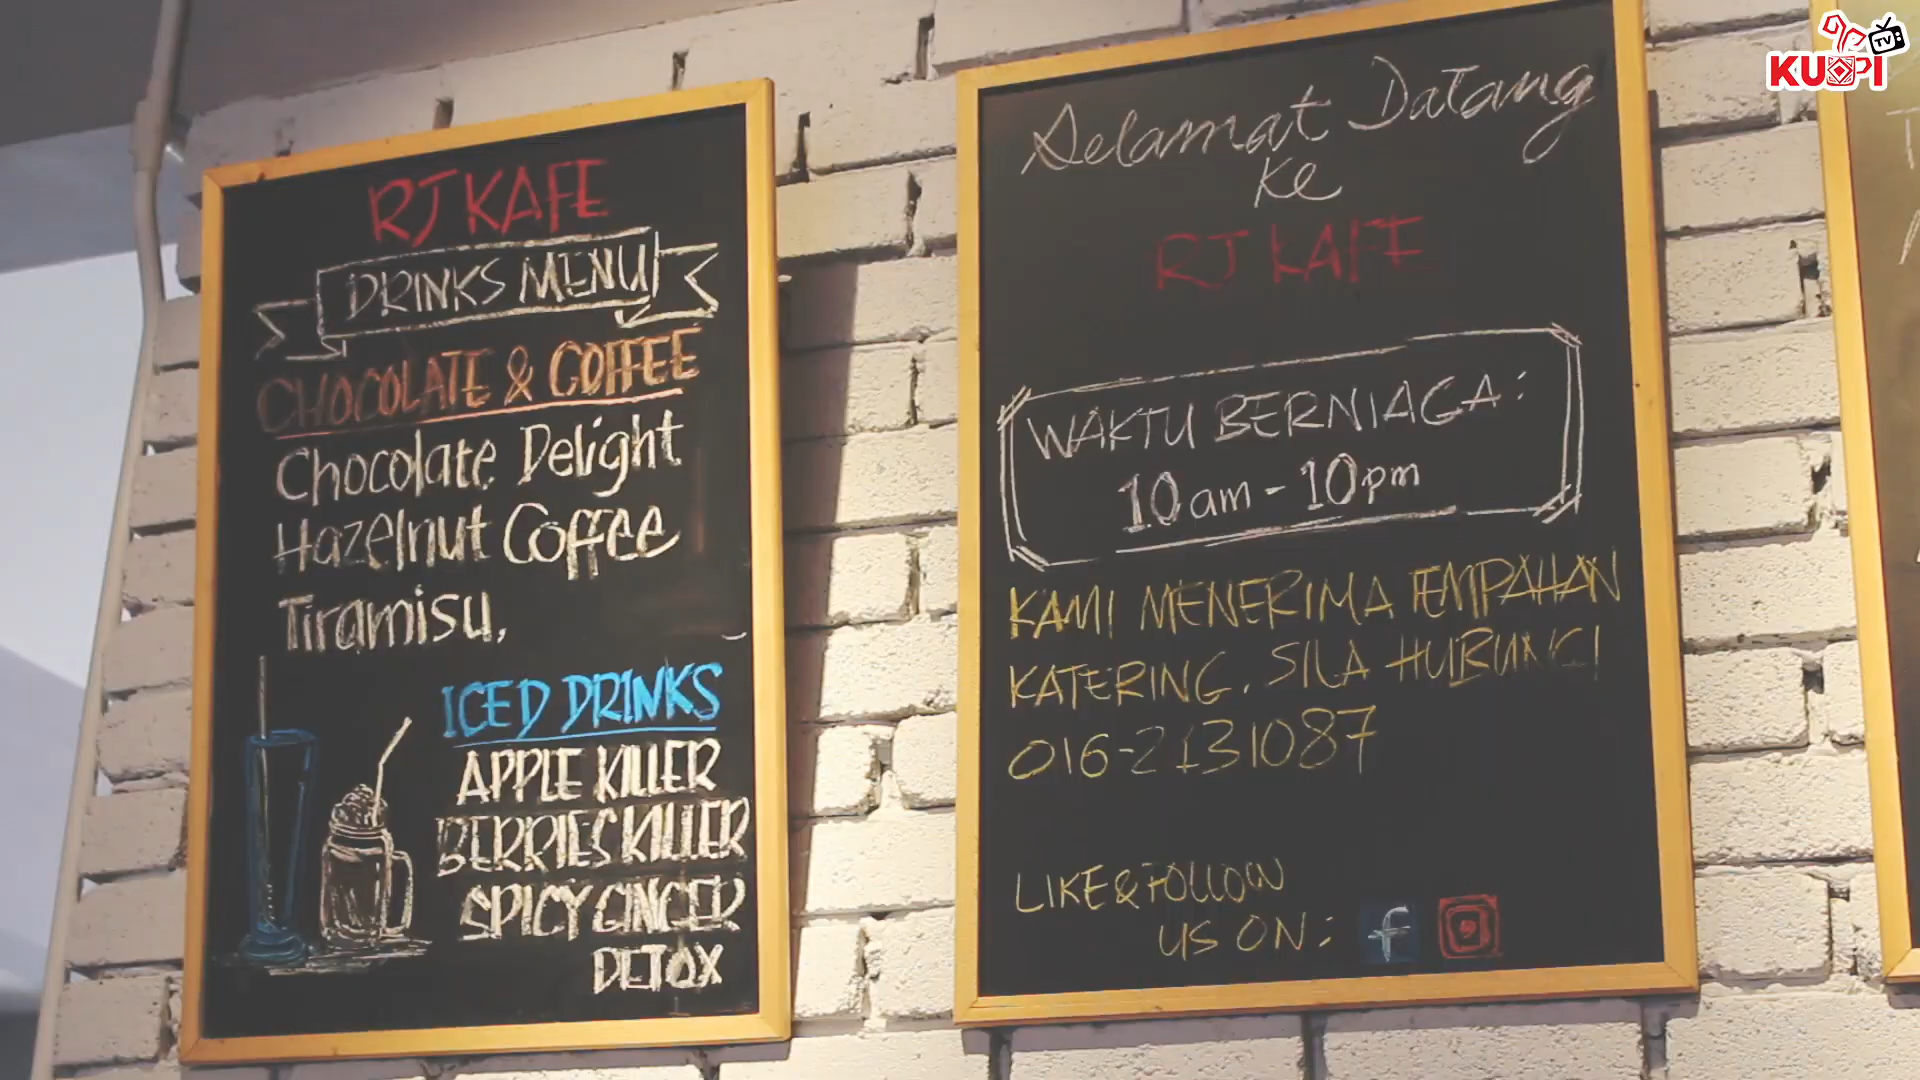 RJ KAFE
DRINKS MENU
CHOCOLATE & COFFEE
Chocolate Delight
Hazelnut Coffee
Tiramisu,
ICED DRINKS
APPLE KILLER
BERRIES KILLER
SPICY GINGER
DETOX
Selamat Datang
Ke
RJ KAFE
WAKTU BERNIAGA:
10am - 10pm
KAMI MENERIMA TEMPAHAN
KATERING. SILA HUBUNGI
016-2131087
LIKE & FOLLOW
US ON:
KUPI TV